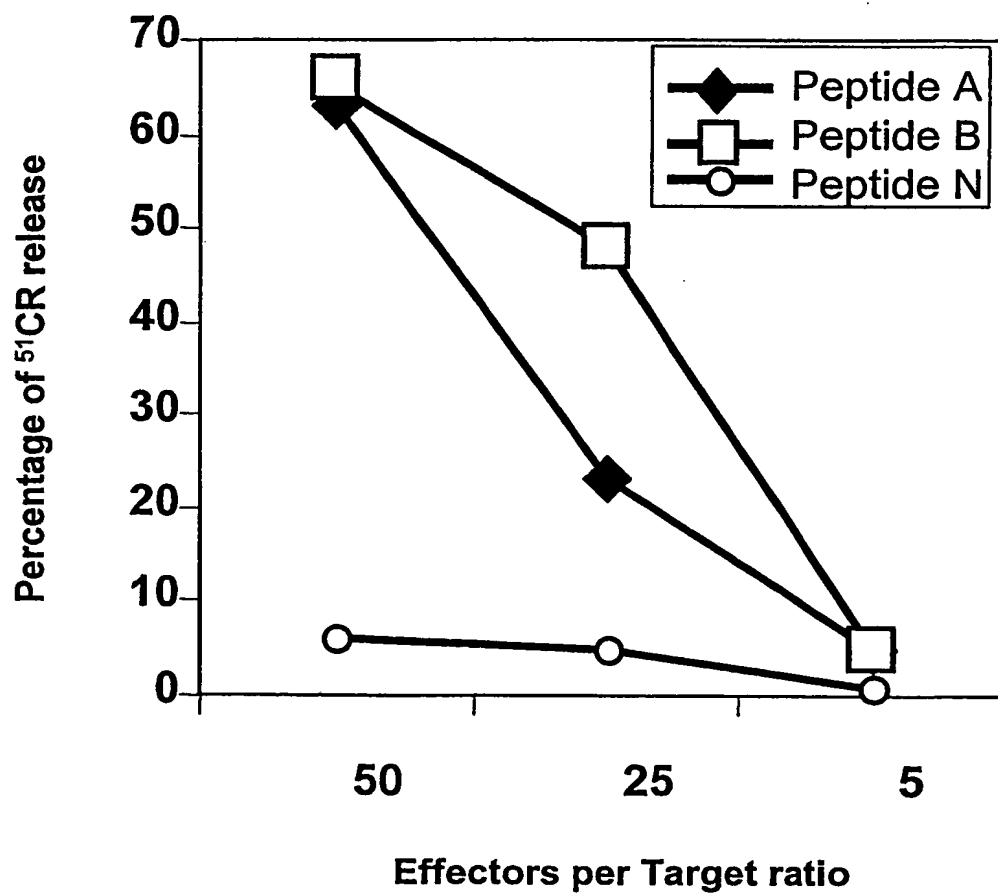 70
60
50
40
30
20
10
0
Percentage of ⁵¹CR release
Peptide A
Peptide B
Peptide N
50 25 5
Effectors per Target ratio